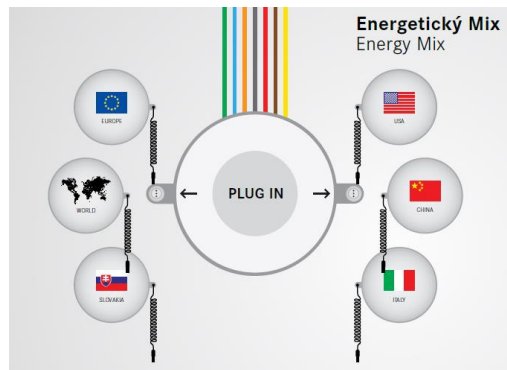 Energetický Mix
Energy Mix
EUROPE
USA
WORLD
PLUG IN
CHINA
SLOVAKIA
ITALY